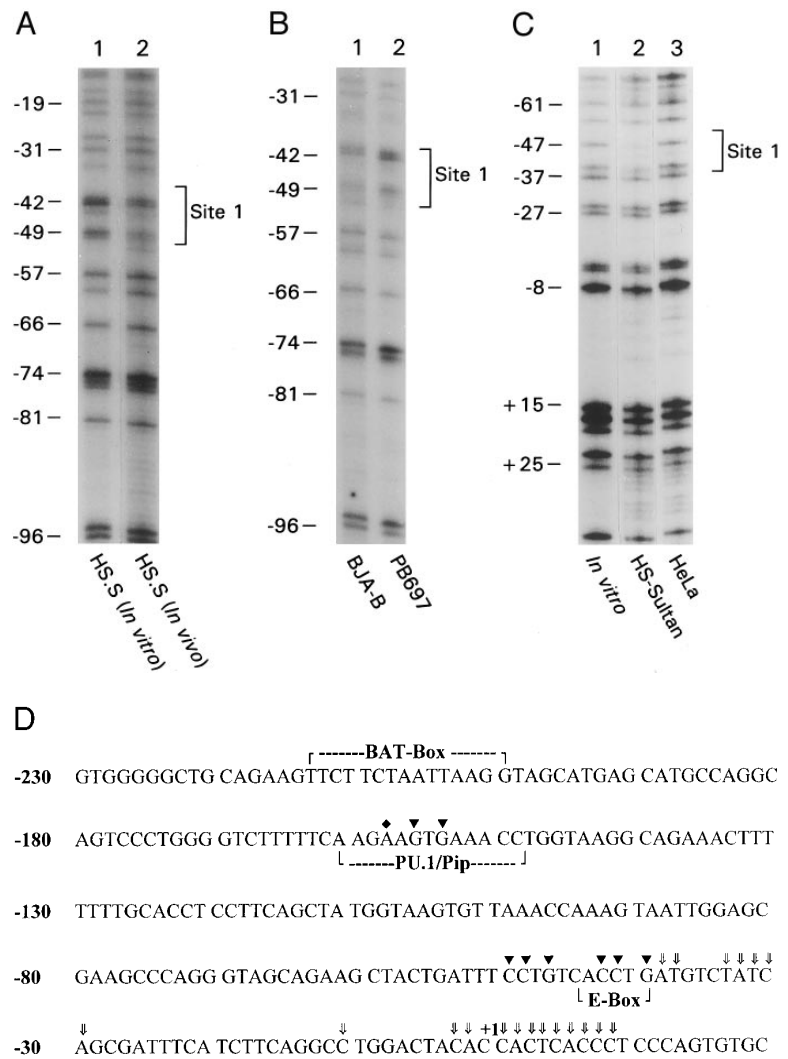 A
B
C
1 2
1 2
1 2 3
-19
-31
-42
-49
-57
-66
-74
-81
-96
Site 1
HS.S (In vitro)
HS.S (In vivo)
-31
-42
-49
-57
-66
-74
-81
-96
Site 1
BJA-B
PB697
-61
-47
-37
-27
-8
+15
+25
Site 1
In vitro
HS-Sultan
HeLa
D
-------BAT-Box -------
-230 GTGGGGGCTG CAGAAGTTCT TCTAATTAAG GTAGCATGAG CATGCCAGGC
-180 AGTCCCTGGG GTCTTTTTCA AAGAAGTGAAA CCTGGTAAGG CAGAAACTTT
-------PU.1/Pip-------
-130 TTTTGCACCT CCTTCAGCTA TGGTAAGTGT TAAACCAAAG TAATTGGAGC
-80 GAAGCCCAGG GTAGCAGAAG CTACTGATTT CCTGTCACCT GATGTCTATC
E-Box
+1
-30 AGCGATTTCA TCTTCAGGCC TGGACTACAC CCACTCACCCT CCCAGTGTGC